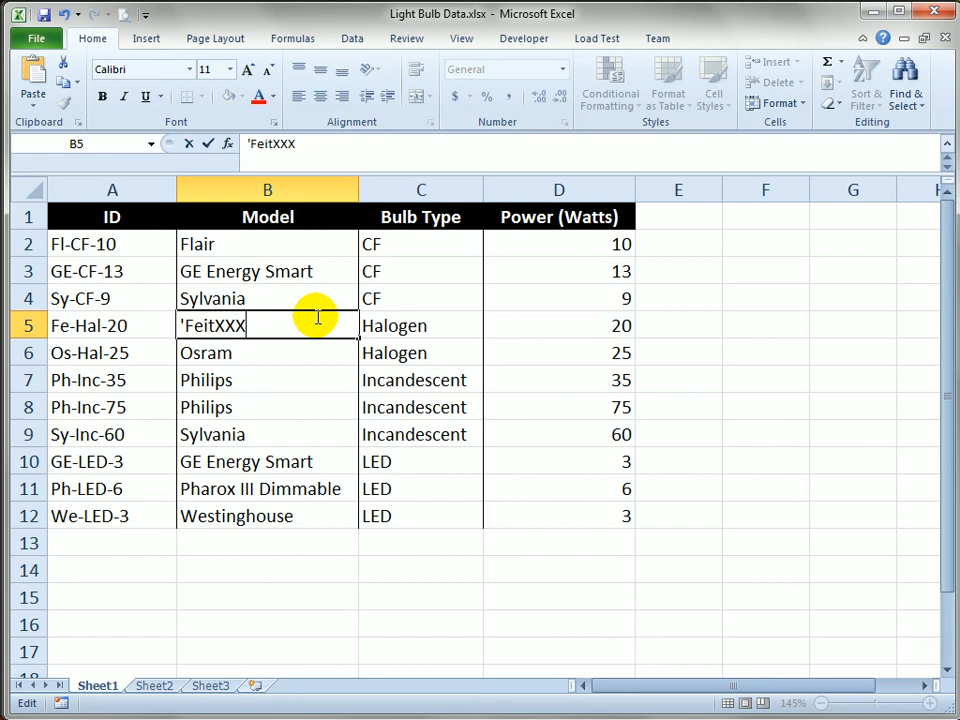 Light Bulb Data.xlsx - Microsoft Excel
File Home Insert Page Layout Formulas Data Review View Developer Load Test Team
Calibri 11 General
Paste B I U $ % , Conditional Formatting Format as Table Cell Styles Insert Delete Format Σ Sort & Filter Find & Select
Clipboard Font Alignment Number Styles Cells Editing
B5 fx 'FeitXXX
A B C D E F G H
1 ID Model Bulb Type Power (Watts)
2 Fl-CF-10 Flair CF 10
3 GE-CF-13 GE Energy Smart CF 13
4 Sy-CF-9 Sylvania CF 9
5 Fe-Hal-20 'FeitXXX Halogen 20
6 Os-Hal-25 Osram Halogen 25
7 Ph-Inc-35 Philips Incandescent 35
8 Ph-Inc-75 Philips Incandescent 75
9 Sy-Inc-60 Sylvania Incandescent 60
10 GE-LED-3 GE Energy Smart LED 3
11 Ph-LED-6 Pharox III Dimmable LED 6
12 We-LED-3 Westinghouse LED 3
13
14
15
16
17
18
Sheet1 Sheet2 Sheet3
Edit 145%